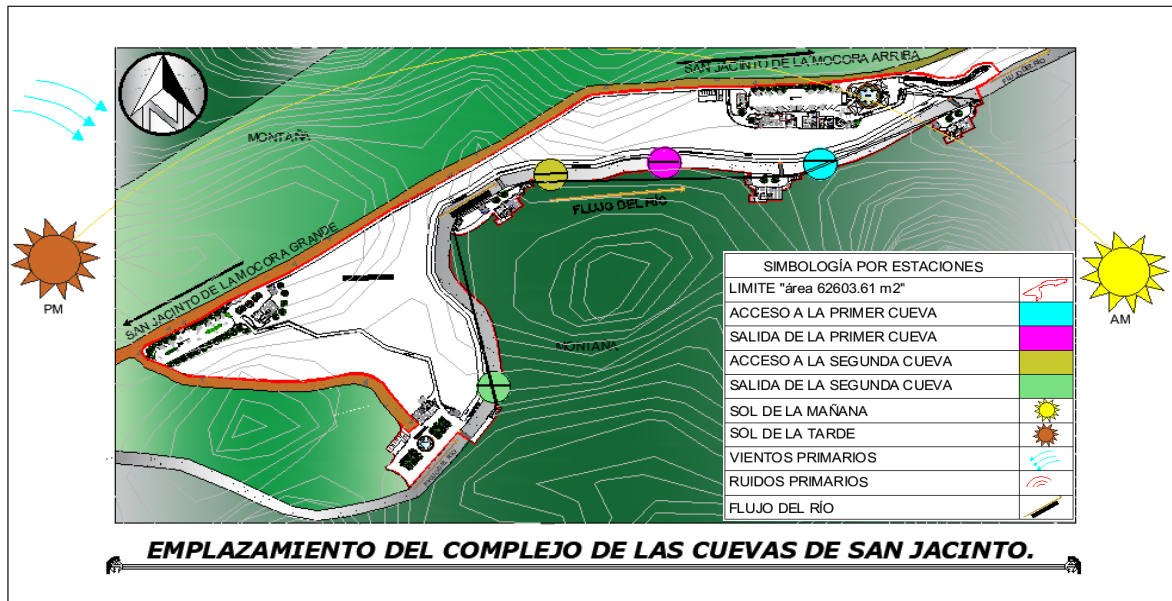 SAN JACINTO DE LA MOCORA ARRIBA
FLUJO DEL RÍO
MONTAÑA
N
FLUJO DEL RÍO
SAN JACINTO DE LA MOCORA GRANDE
PM
AM
MONTAÑA
SIMBOLOGÍA POR ESTACIONES
LIMITE "área 62603.61 m2"
ACCESO A LA PRIMER CUEVA
SALIDA DE LA PRIMER CUEVA
ACCESO A LA SEGUNDA CUEVA
SALIDA DE LA SEGUNDA CUEVA
SOL DE LA MAÑANA
SOL DE LA TARDE
VIENTOS PRIMARIOS
RUIDOS PRIMARIOS
FLUJO DEL RÍO
EMPLAZAMIENTO DEL COMPLEJO DE LAS CUEVAS DE SAN JACINTO.